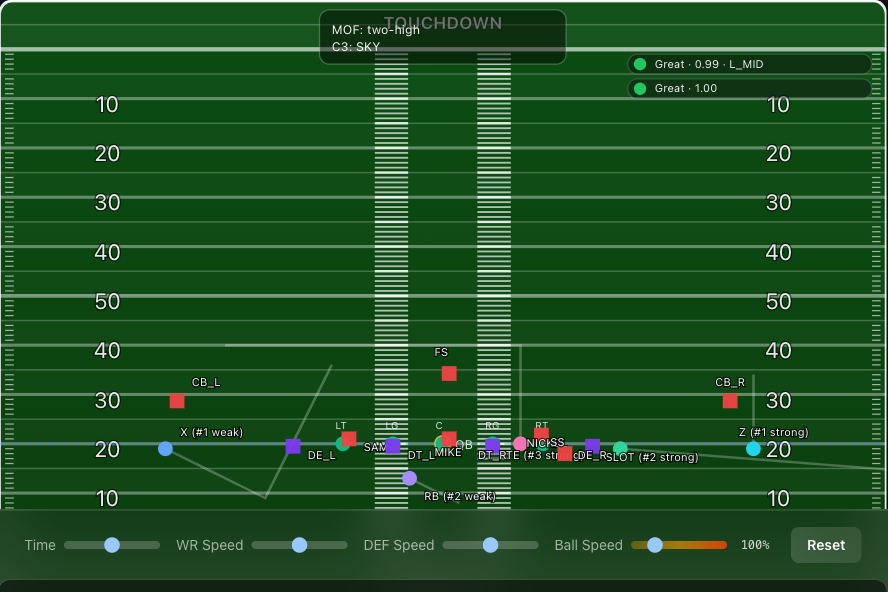 TOUCHDOWN
MOF: two-high
C3: SKY
Great · 0.99 · L_MID
Great · 1.00
10 10
20 20
30 30
40 40
50 50
40 40
FS
CB_L CB_R
30 30
LT LG C RG RT
X (#1 weak) Z (#1 strong)
SAM QB NICK SS
20 20
DE_L DT_L MIKE DT_R TE (#3 strong) DE_R SLOT (#2 strong)
RB (#2 weak)
10 10
Time WR Speed DEF Speed Ball Speed 100% Reset